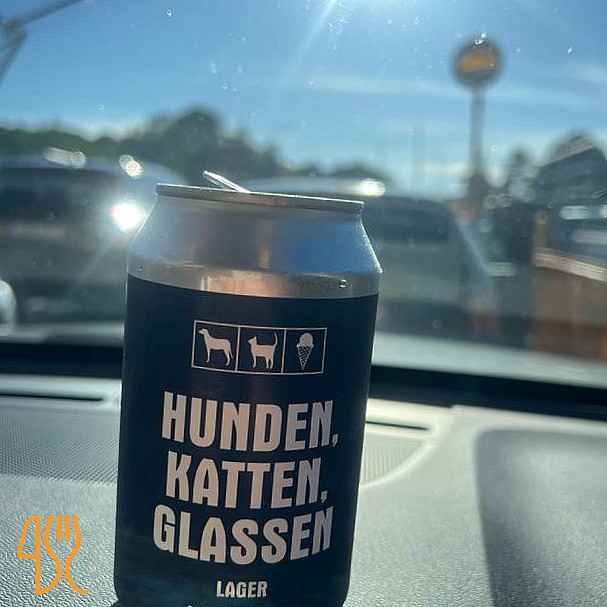 HUNDEN,
KATTEN,
GLASSEN
LAGER